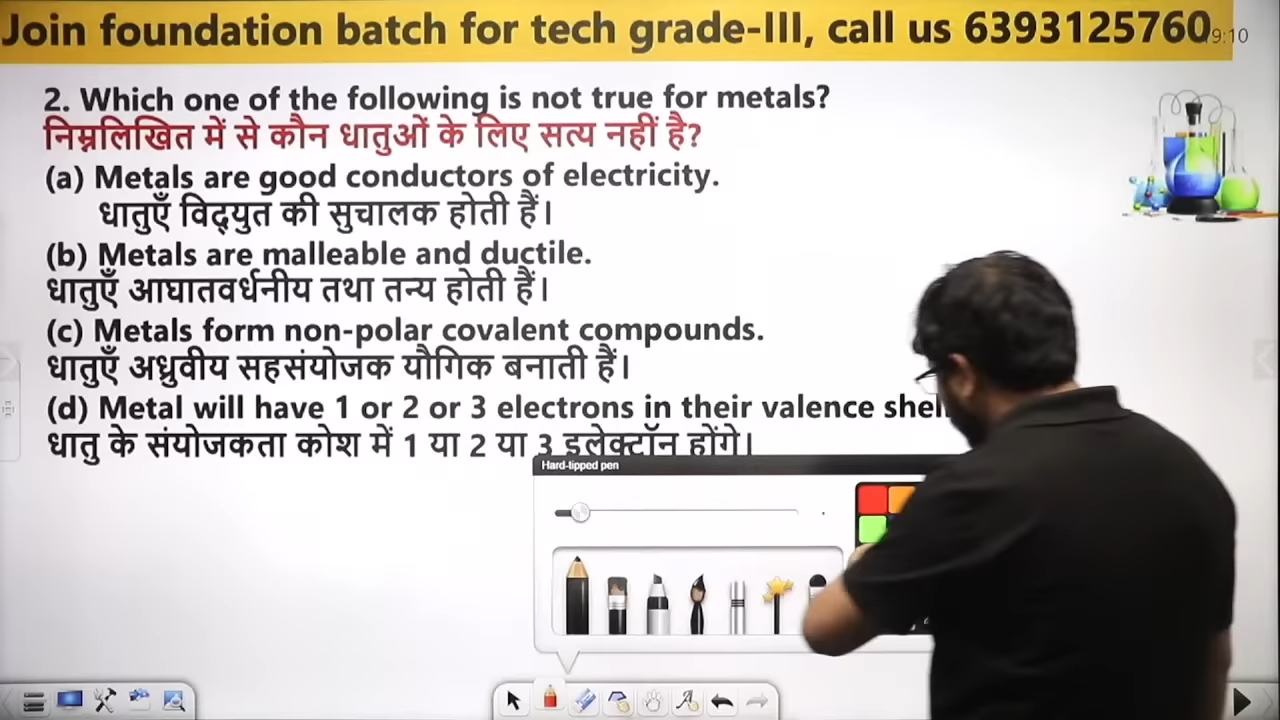 Join foundation batch for tech grade-III, call us 6393125760
9:10
2. Which one of the following is not true for metals?
निम्नलिखित में से कौन धातुओं के लिए सत्य नहीं है?
(a) Metals are good conductors of electricity.
धातुएँ विद्युत की सुचालक होती हैं।
(b) Metals are malleable and ductile.
धातुएँ आघातवर्धनीय तथा तन्य होती हैं।
(c) Metals form non-polar covalent compounds.
धातुएँ अध्रुवीय सहसंयोजक यौगिक बनाती हैं।
(d) Metal will have 1 or 2 or 3 electrons in their valence shel
धातु के संयोजकता कोश में 1 या 2 या 3 इलेक्ट्रॉन होंगे।
Hard-tipped pen